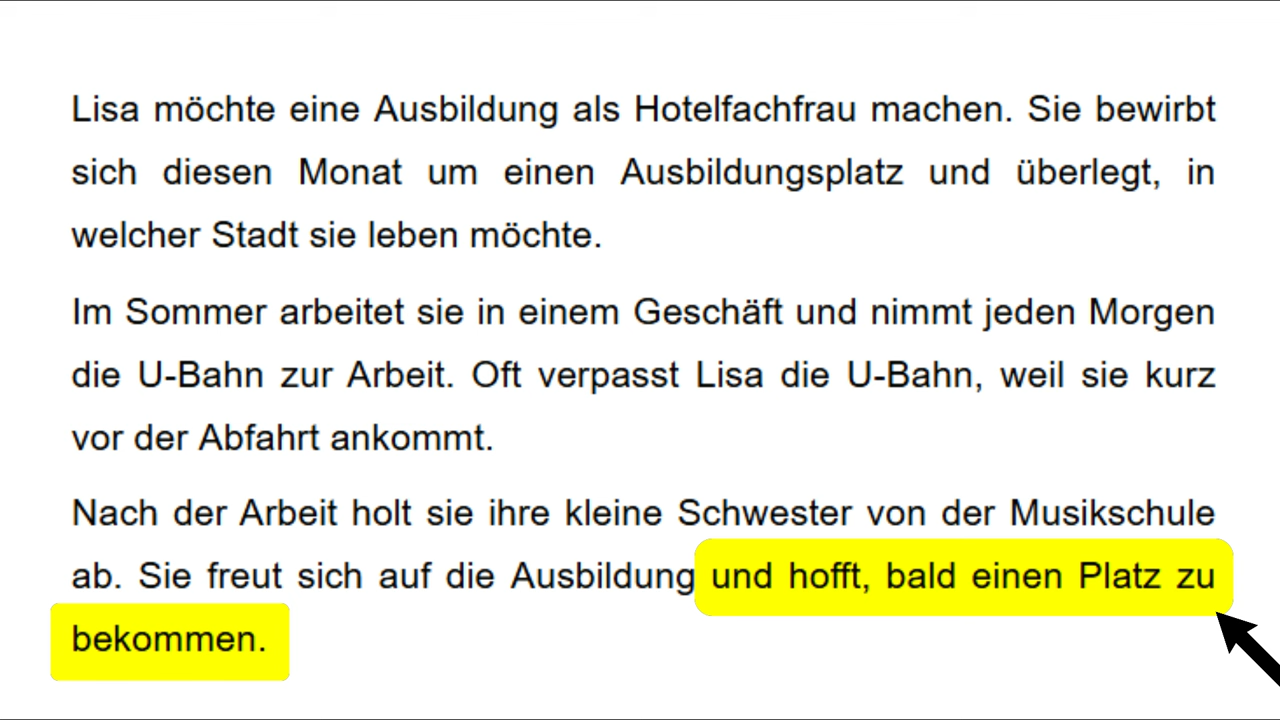 Lisa möchte eine Ausbildung als Hotelfachfrau machen. Sie bewirbt
sich diesen Monat um einen Ausbildungsplatz und überlegt, in
welcher Stadt sie leben möchte.
Im Sommer arbeitet sie in einem Geschäft und nimmt jeden Morgen
die U-Bahn zur Arbeit. Oft verpasst Lisa die U-Bahn, weil sie kurz
vor der Abfahrt ankommt.
Nach der Arbeit holt sie ihre kleine Schwester von der Musikschule
ab. Sie freut sich auf die Ausbildung und hofft, bald einen Platz zu
bekommen.